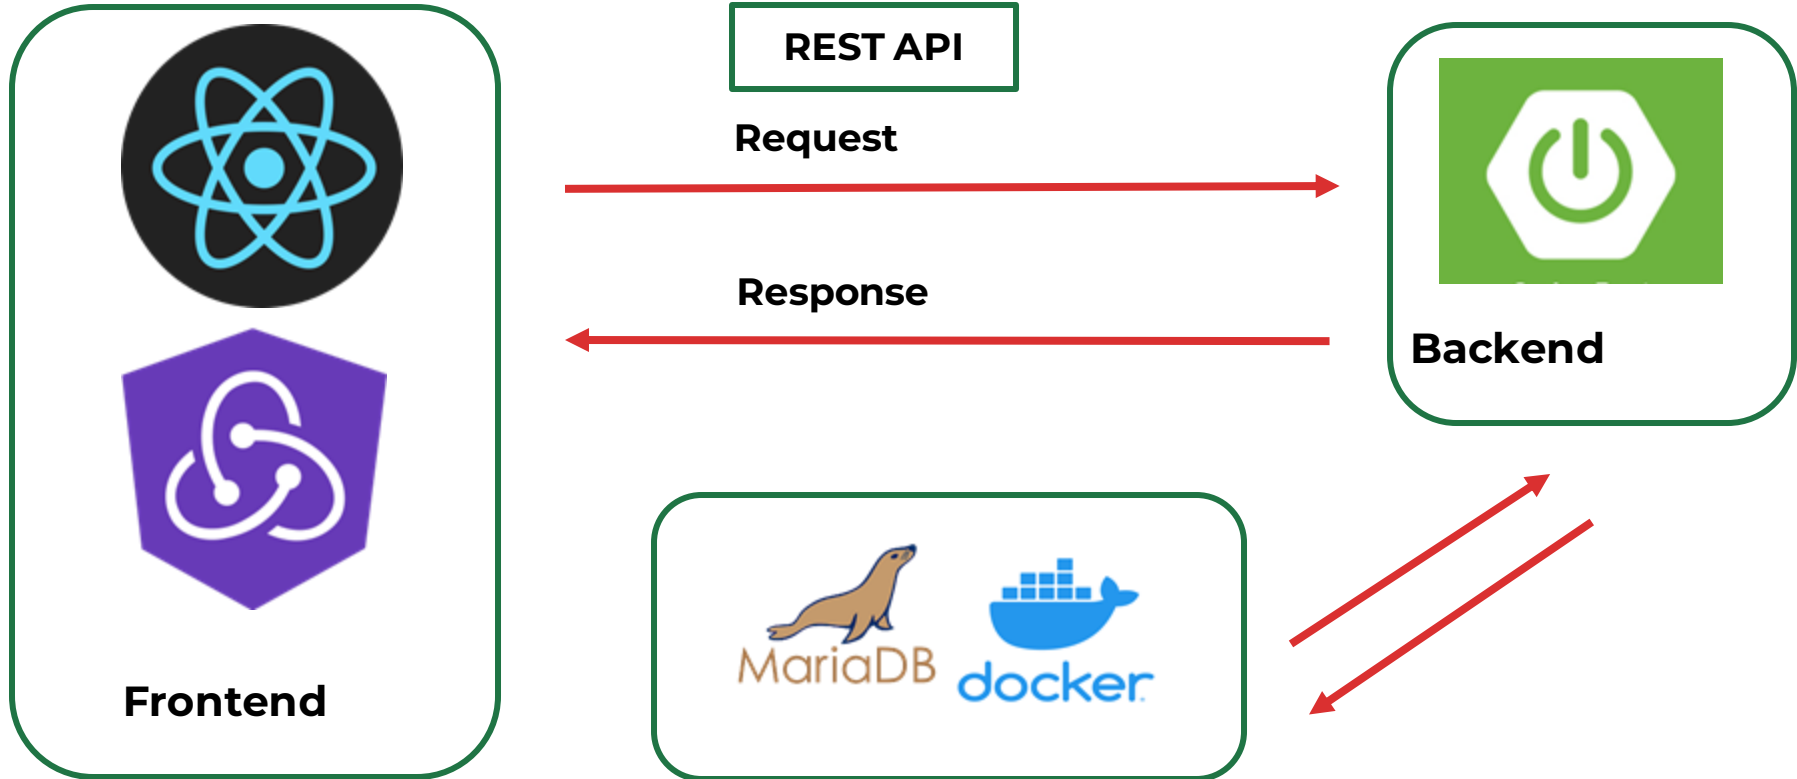 REST API
Request
Response
Backend
MariaDB
docker
Frontend